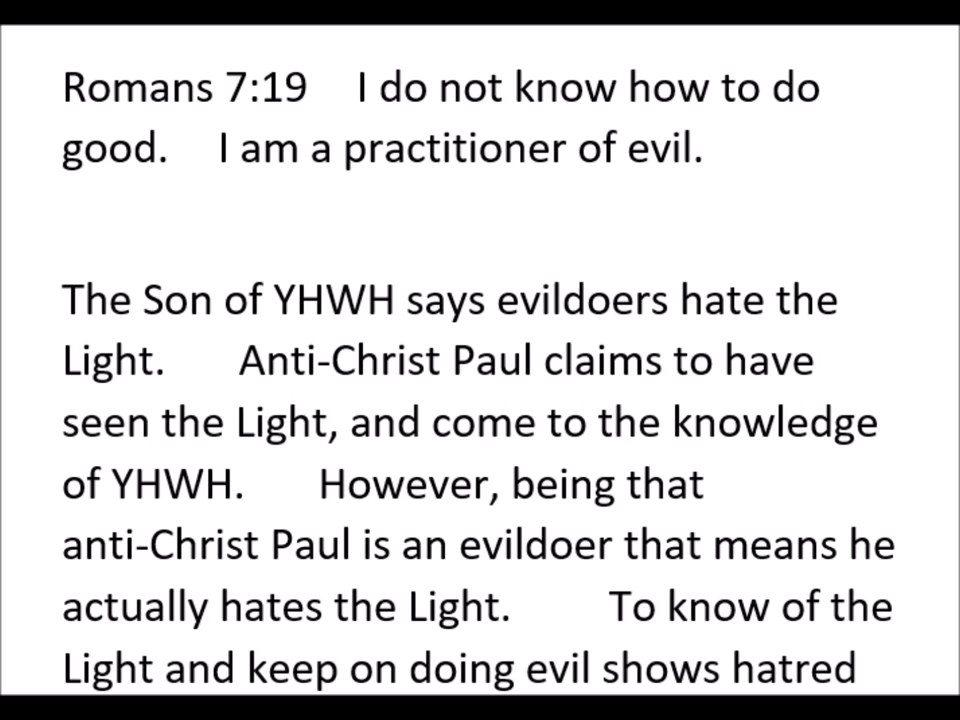 Romans 7:19 I do not know how to do
good. I am a practitioner of evil.
The Son of YHWH says evildoers hate the
Light. Anti-Christ Paul claims to have
seen the Light, and come to the knowledge
of YHWH. However, being that
anti-Christ Paul is an evildoer that means he
actually hates the Light. To know of the
Light and keep on doing evil shows hatred